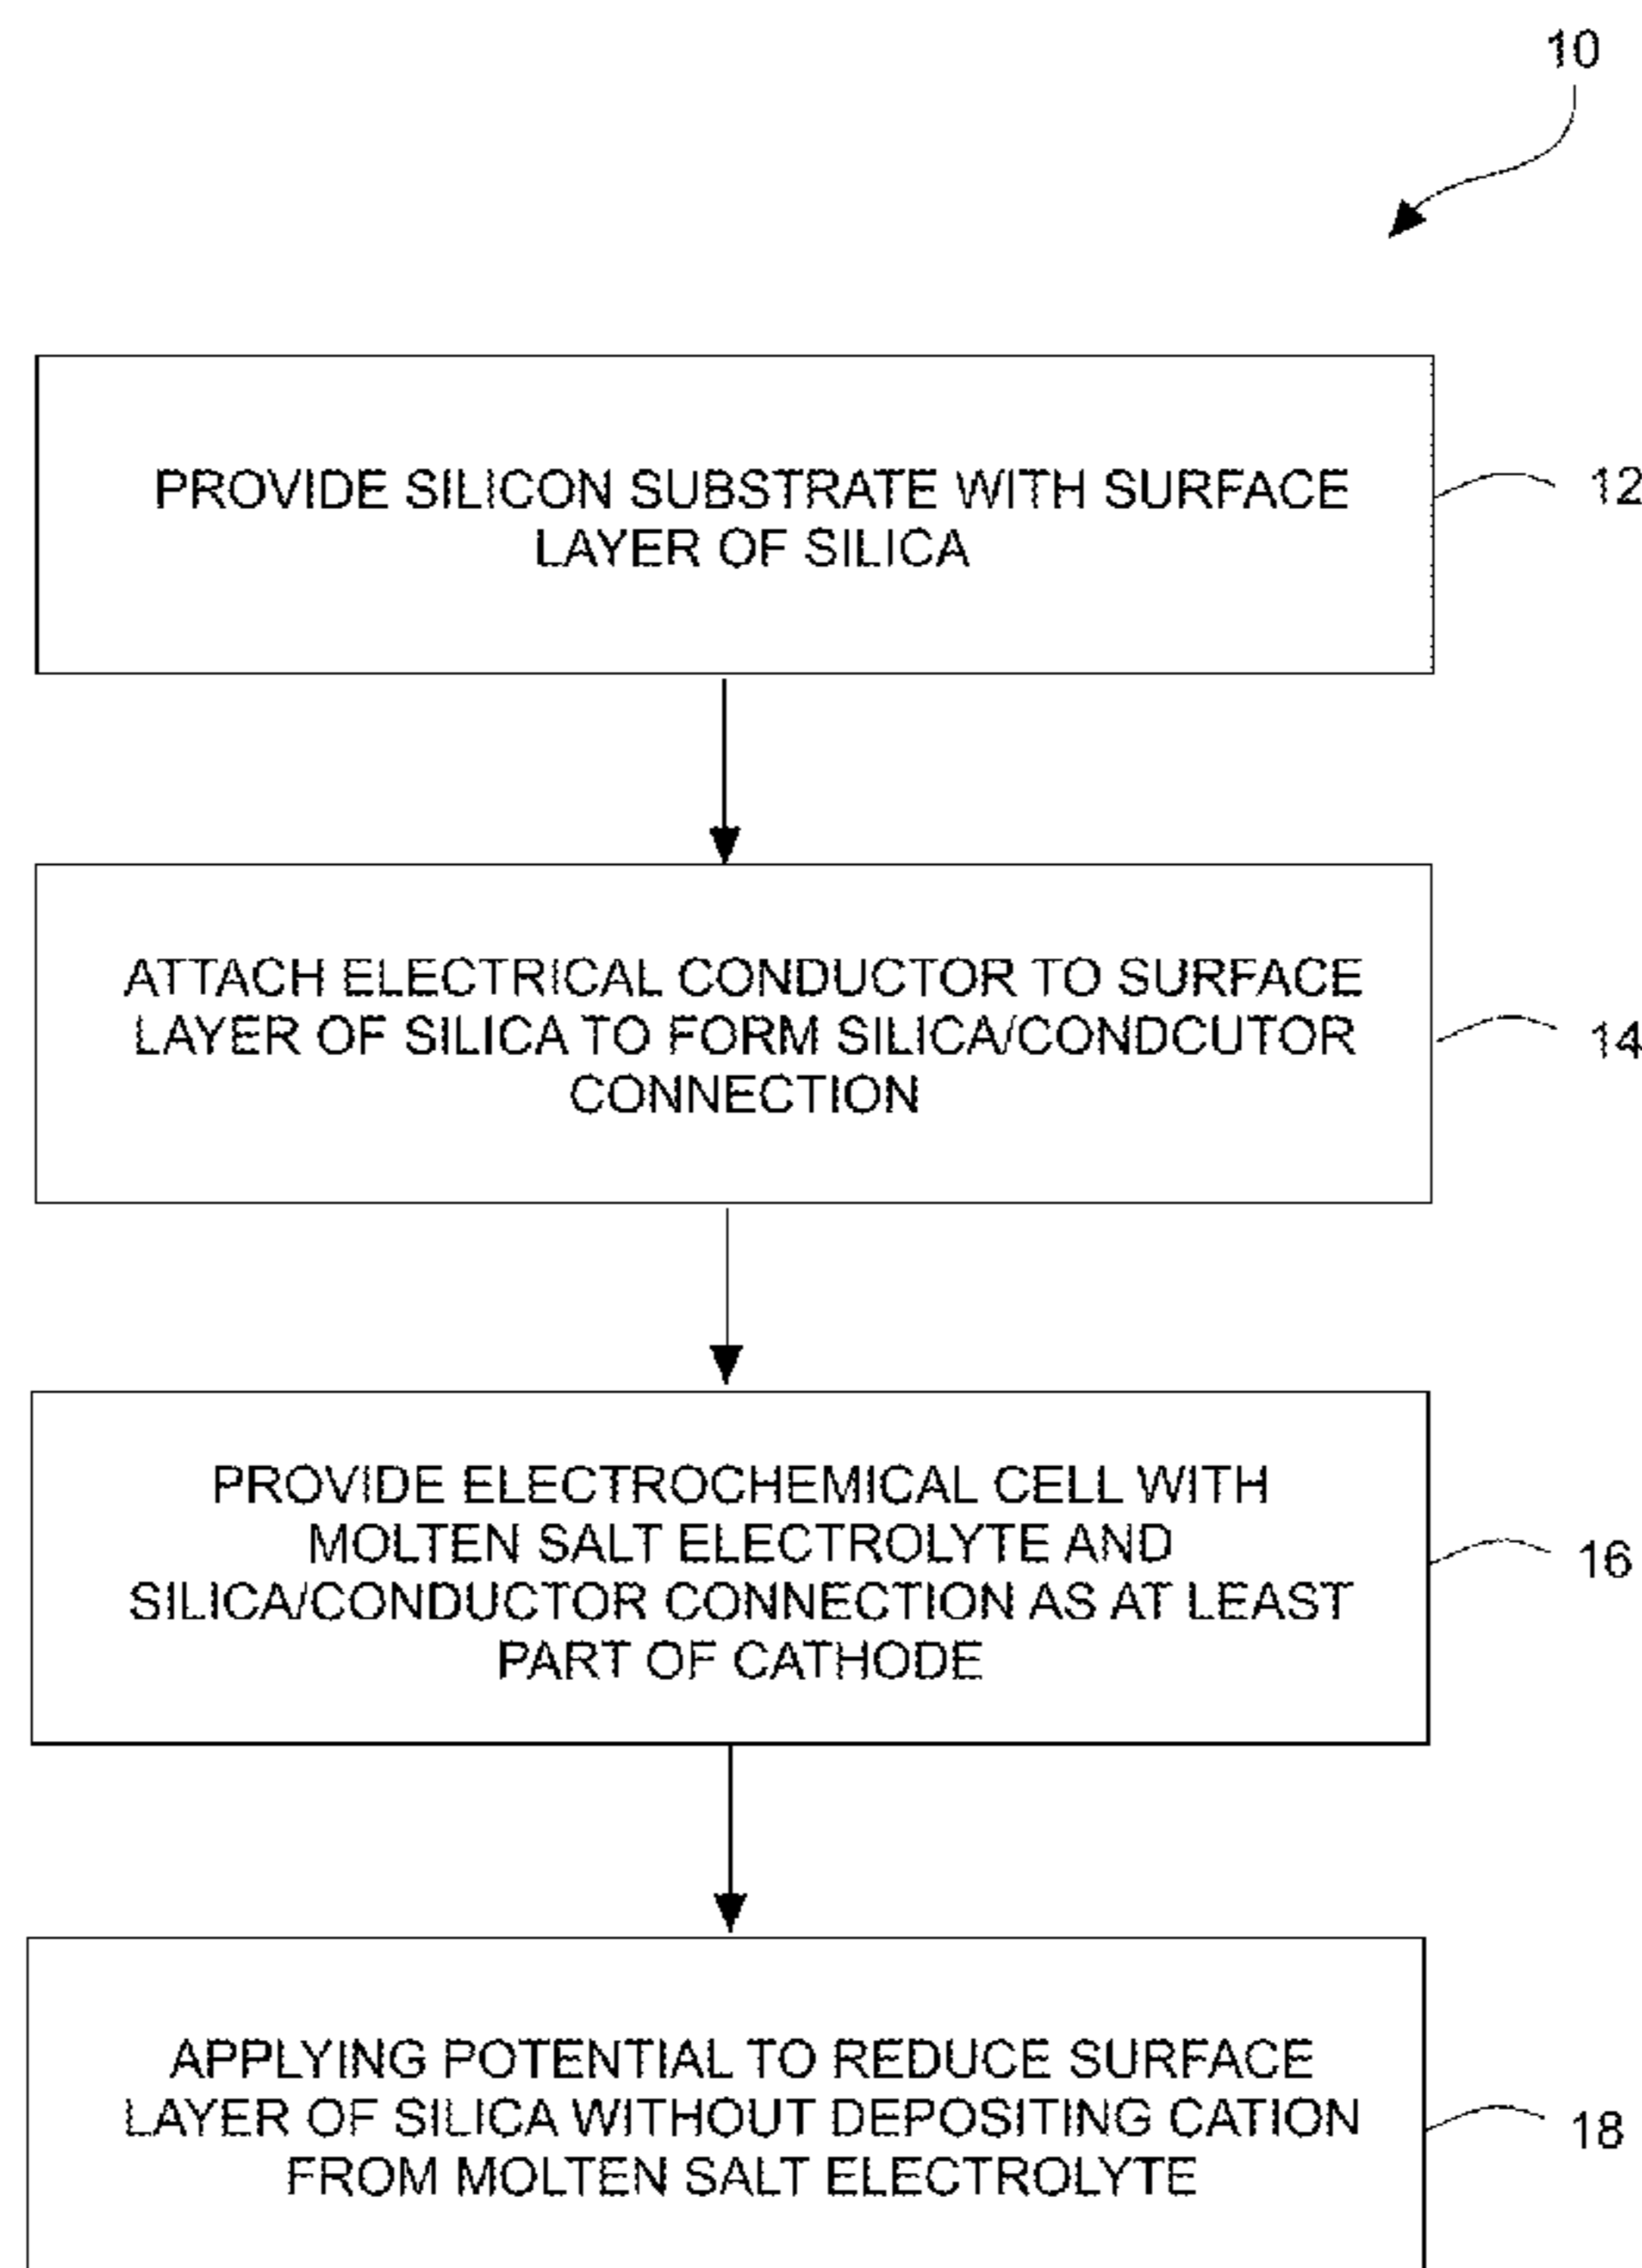 10
PROVIDE SILICON SUBSTRATE WITH SURFACE
LAYER OF SILICA
12
ATTACH ELECTRICAL CONDUCTOR TO SURFACE
LAYER OF SILICA TO FORM SILICA/CONDCUTOR
CONNECTION
14
PROVIDE ELECTROCHEMICAL CELL WITH
MOLTEN SALT ELECTROLYTE AND
SILICA/CONDUCTOR CONNECTION AS AT LEAST
PART OF CATHODE
16
APPLYING POTENTIAL TO REDUCE SURFACE
LAYER OF SILICA WITHOUT DEPOSITING CATION
FROM MOLTEN SALT ELECTROLYTE
18